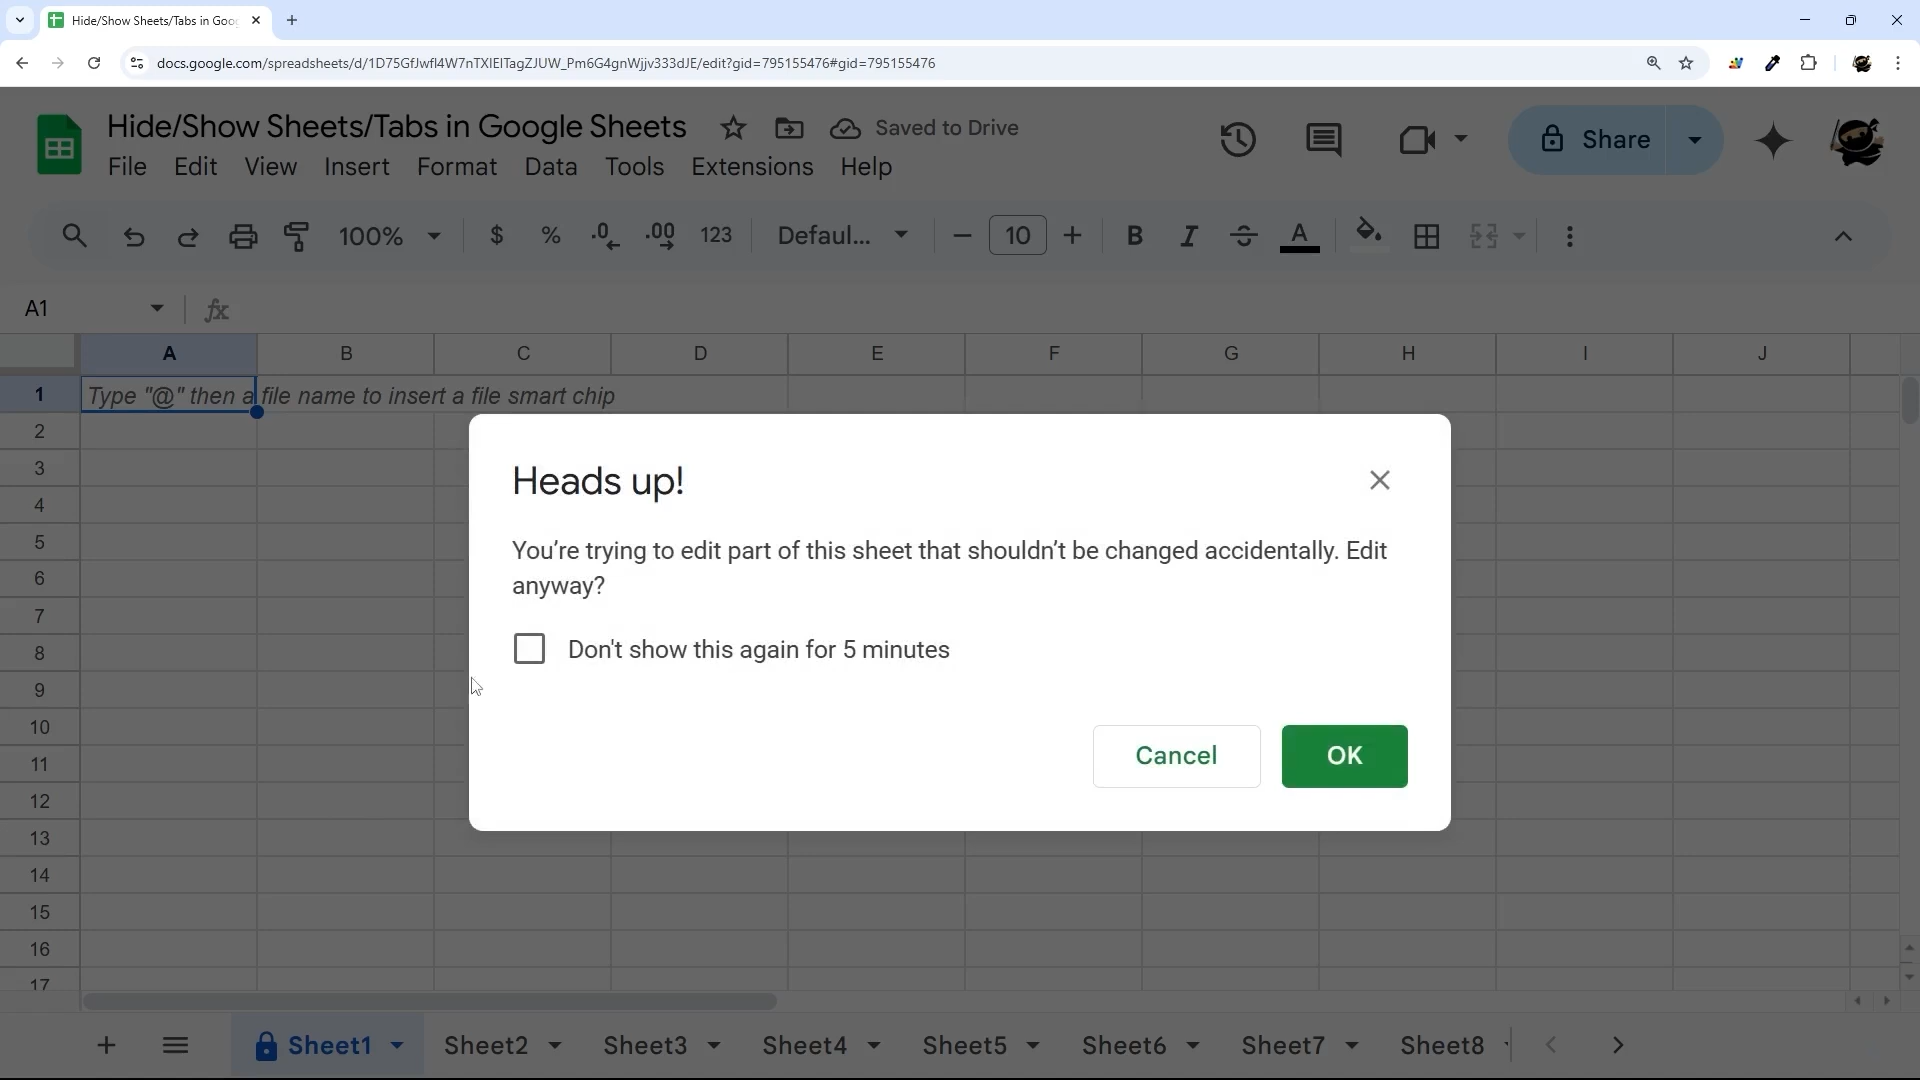 Hide/Show Sheets/Tabs in Goo
docs.google.com/spreadsheets/d/1D75GfJwfl4W7nTXIEITagZJUW_Pm6G4gnWjjv333dJE/edit?gid=795155476#gid=795155476
Hide/Show Sheets/Tabs in Google Sheets
Saved to Drive
File Edit View Insert Format Data Tools Extensions Help
Share
100% $ % .0 .00 123 Defaul... 10 B I A
A1 fx
A B C D E F G H I J
1 Type "@" then a file name to insert a file smart chip
2
3
4
5
6
7
8
9
10
11
12
13
14
15
16
17
Heads up!
You're trying to edit part of this sheet that shouldn't be changed accidentally. Edit
anyway?
Don't show this again for 5 minutes
Cancel OK
Sheet1 Sheet2 Sheet3 Sheet4 Sheet5 Sheet6 Sheet7 Sheet8